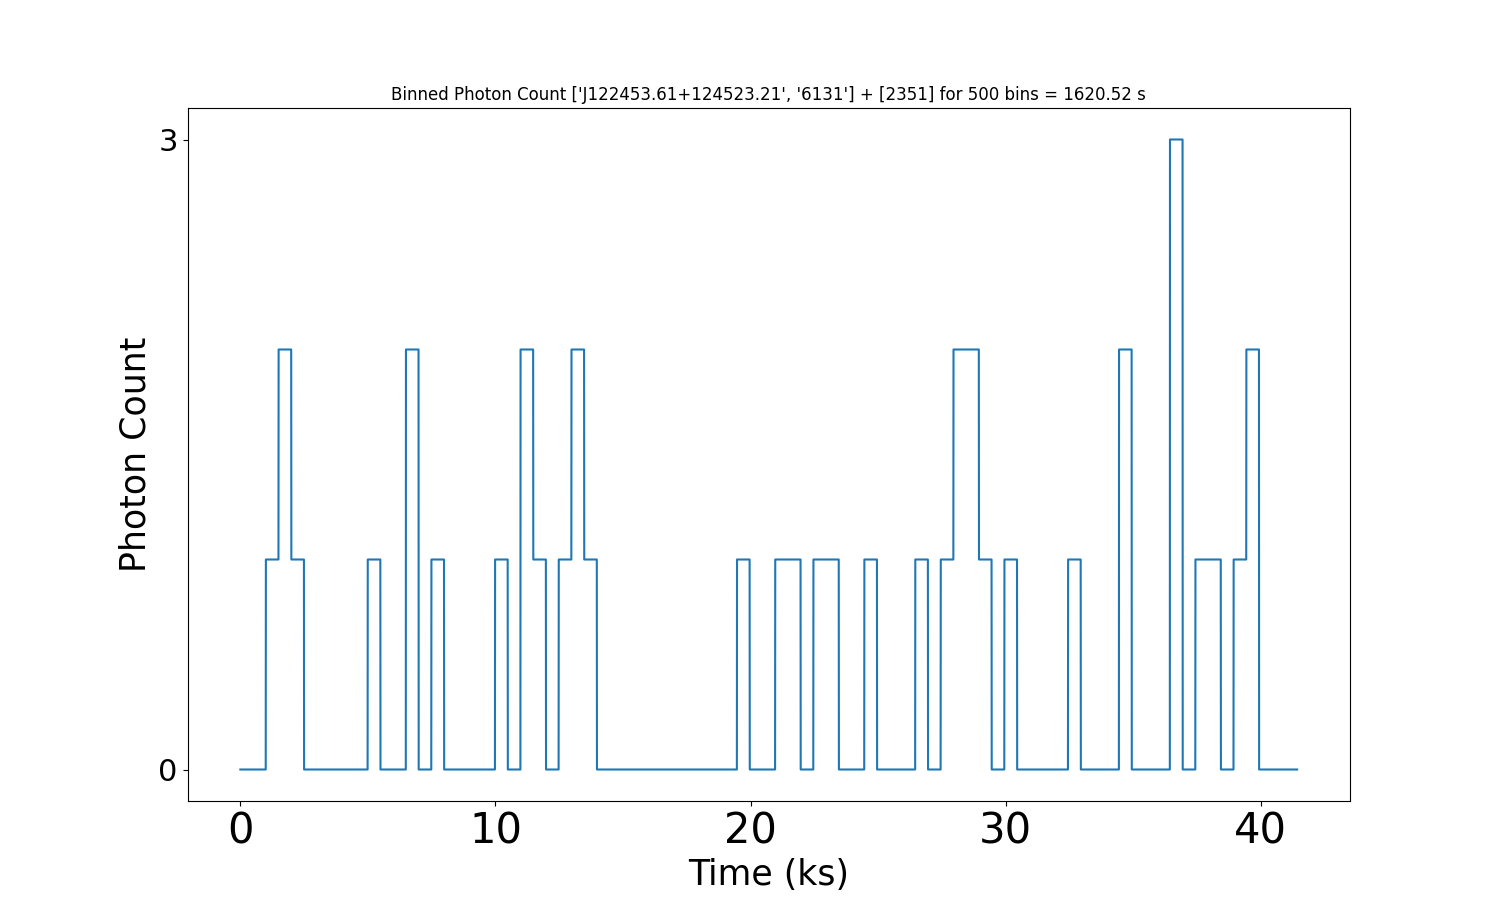 Binned Photon Count ['J122453.61+124523.21', '6131'] + [2351] for 500 bins = 1620.52 s
3
0
Photon Count
0 10 20 30 40
Time (ks)